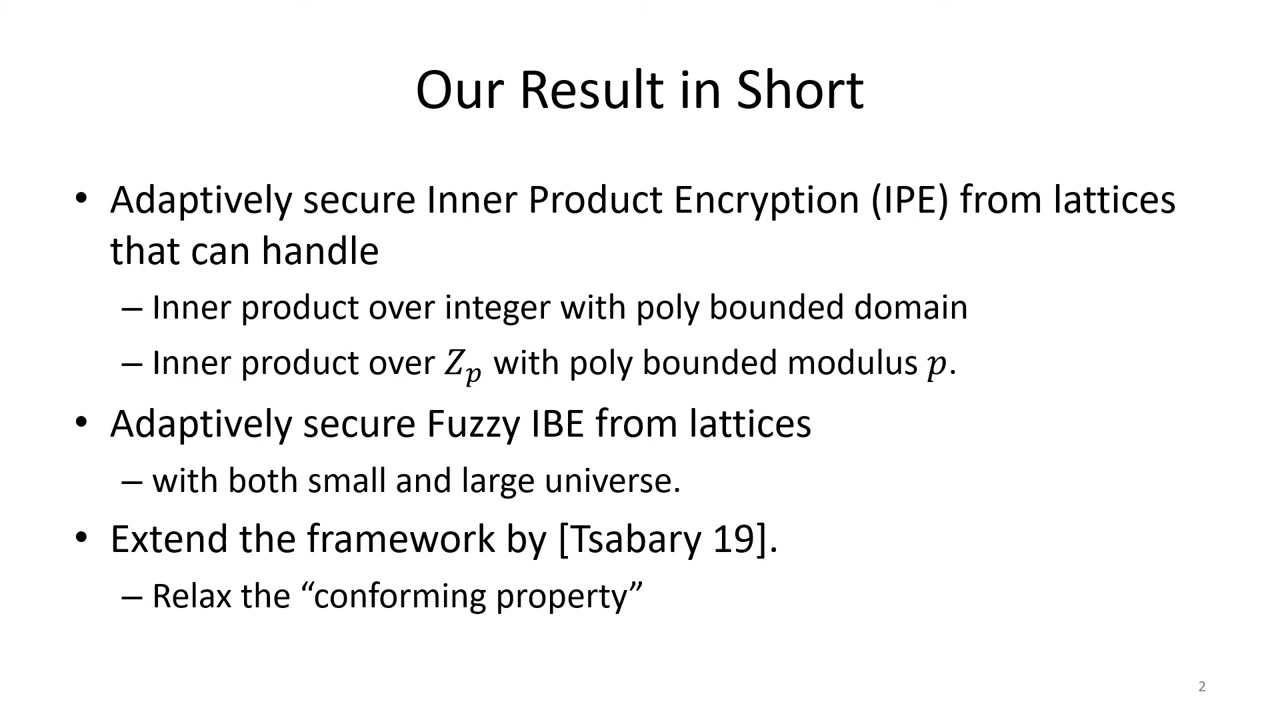 Our Result in Short
• Adaptively secure Inner Product Encryption (IPE) from lattices
that can handle
– Inner product over integer with poly bounded domain
– Inner product over $Z_p$ with poly bounded modulus $p$.
• Adaptively secure Fuzzy IBE from lattices
– with both small and large universe.
• Extend the framework by [Tsabary 19].
– Relax the “conforming property”
2